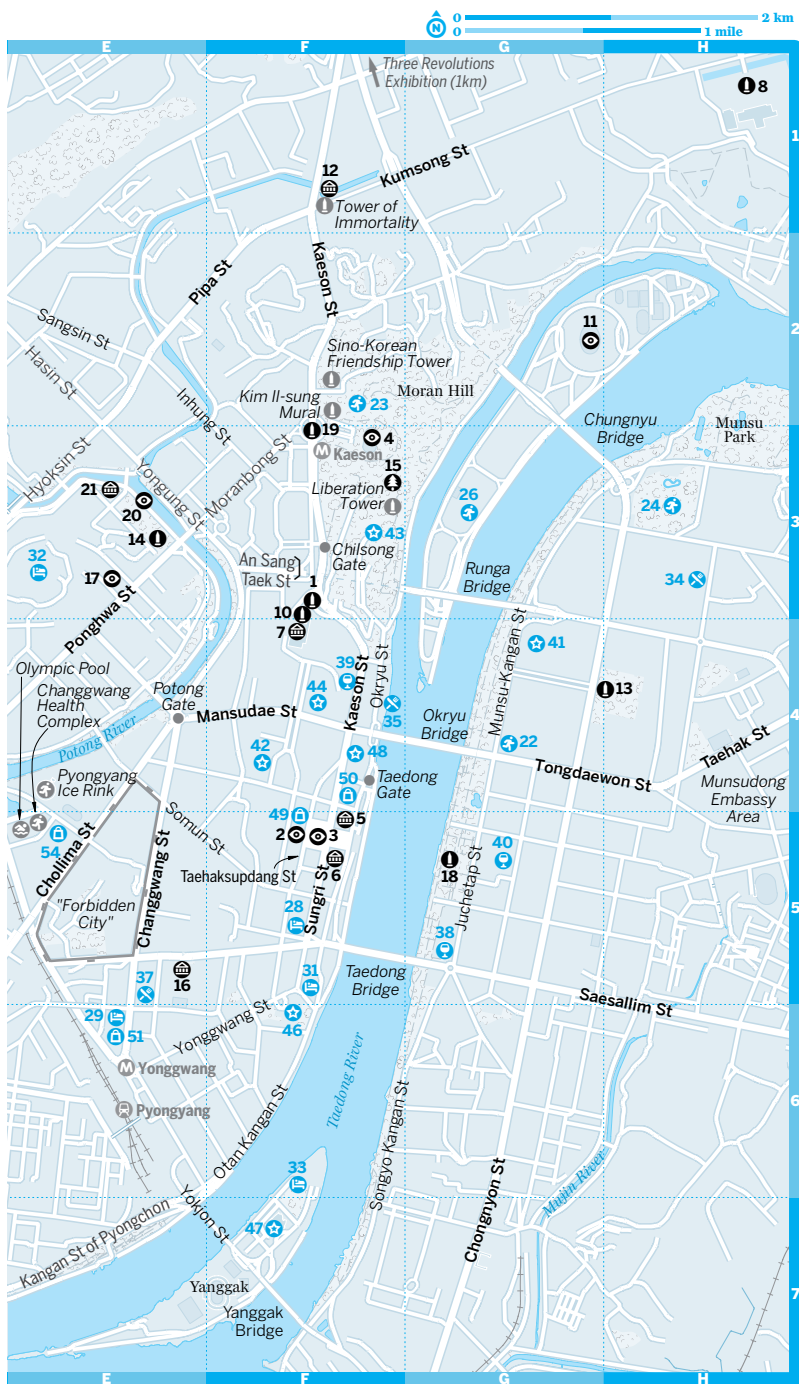 0 2 km
N
0 1 mile
E F G H
Three Revolutions
Exhibition (1km)
8
1
12
Kumsong St
Tower of
Immortality
Kaeson St
Pipa St
Sangsin St
11
2
Hasin St
Sino-Korean
Friendship Tower
Inhung St
Kim Il-sung
Mural
23
Moran Hill
Chungnyu
Bridge
Munsu
Park
19
4
Moranbong St
M Kaeson
Hyoksin St
15
21
Yongung St
Liberation
Tower
26
24
20
3
14
43
32
An Sang
Taek St
Chilsong
Gate
17
1
Runga
Bridge
34
10
Ponghwa St
7
41
Munsu-Kangan St
Olympic Pool
39
Changgwang
Health
Complex
Kaeson St
Okryu St
13
Potong
Gate
44
35
4
Mansudae St
Okryu
Bridge
Potong River
42
48
22
Taehak St
Tongdaewon St
Pyongyang
Ice Rink
50
Taedong
Gate
Munsudong
Embassy
Area
Somun St
49
5
54
2
3
40
Chollima St
Changgwang St
Taehaksupdang St
6
18
Juchetap St
Sungri St
"Forbidden
City"
28
5
38
37
16
31
Taedong
Bridge
Saesallim St
29
51
Yonggwang St
46
M Yonggwang
Taedong River
Pyongyang
6
Otan Kangan St
Songyo Kangan St
33
Chongnyon St
Mujin River
Yokjon St
47
Kangan St of Pyongchon
Yanggak
7
Yanggak
Bridge
E F G H